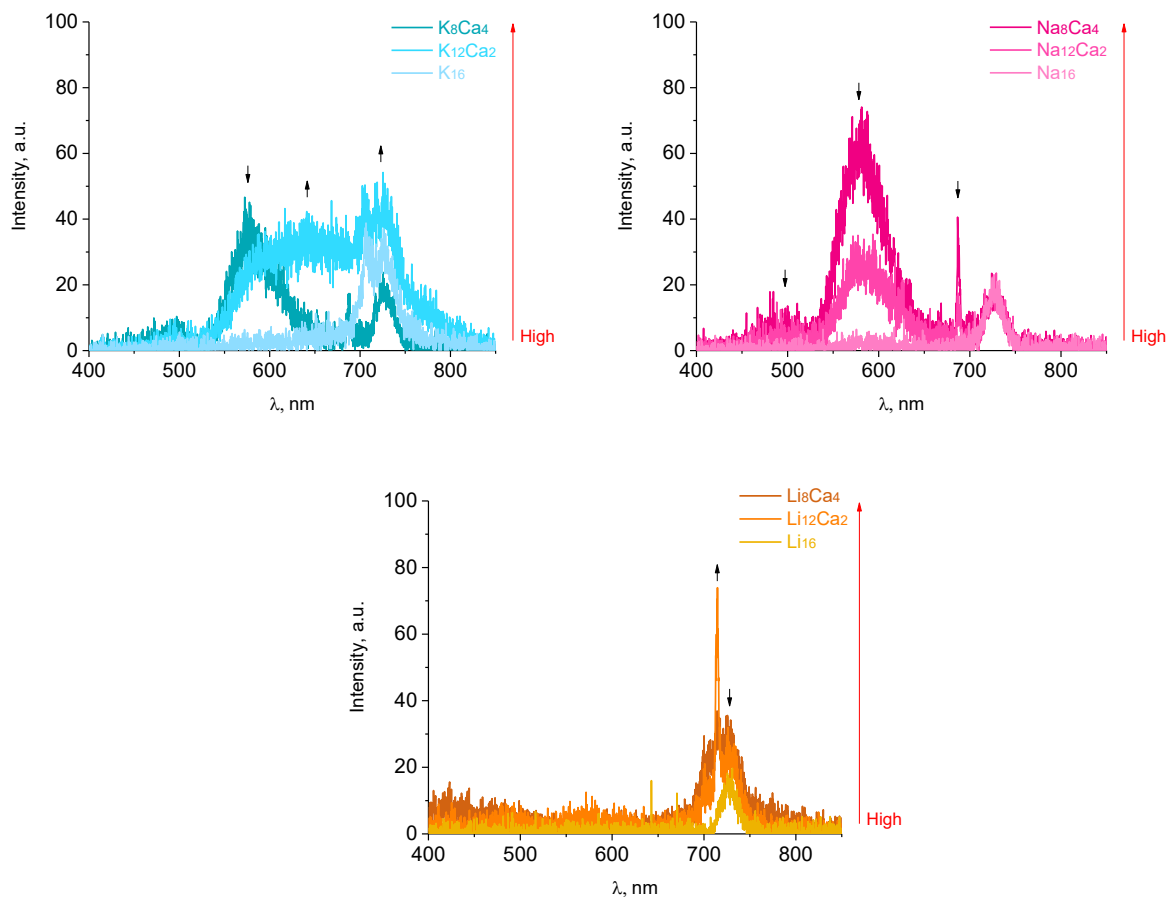 100
80
60
40
20
0
Intensity, a.u.
400 500 600 700 800
λ, nm
K8Ca4
K12Ca2
K16
High
100
80
60
40
20
0
Intensity, a.u.
400 500 600 700 800
λ, nm
Na8Ca4
Na12Ca2
Na16
High
100
80
60
40
20
0
Intensity, a.u.
400 500 600 700 800
λ, nm
Li8Ca4
Li12Ca2
Li16
High